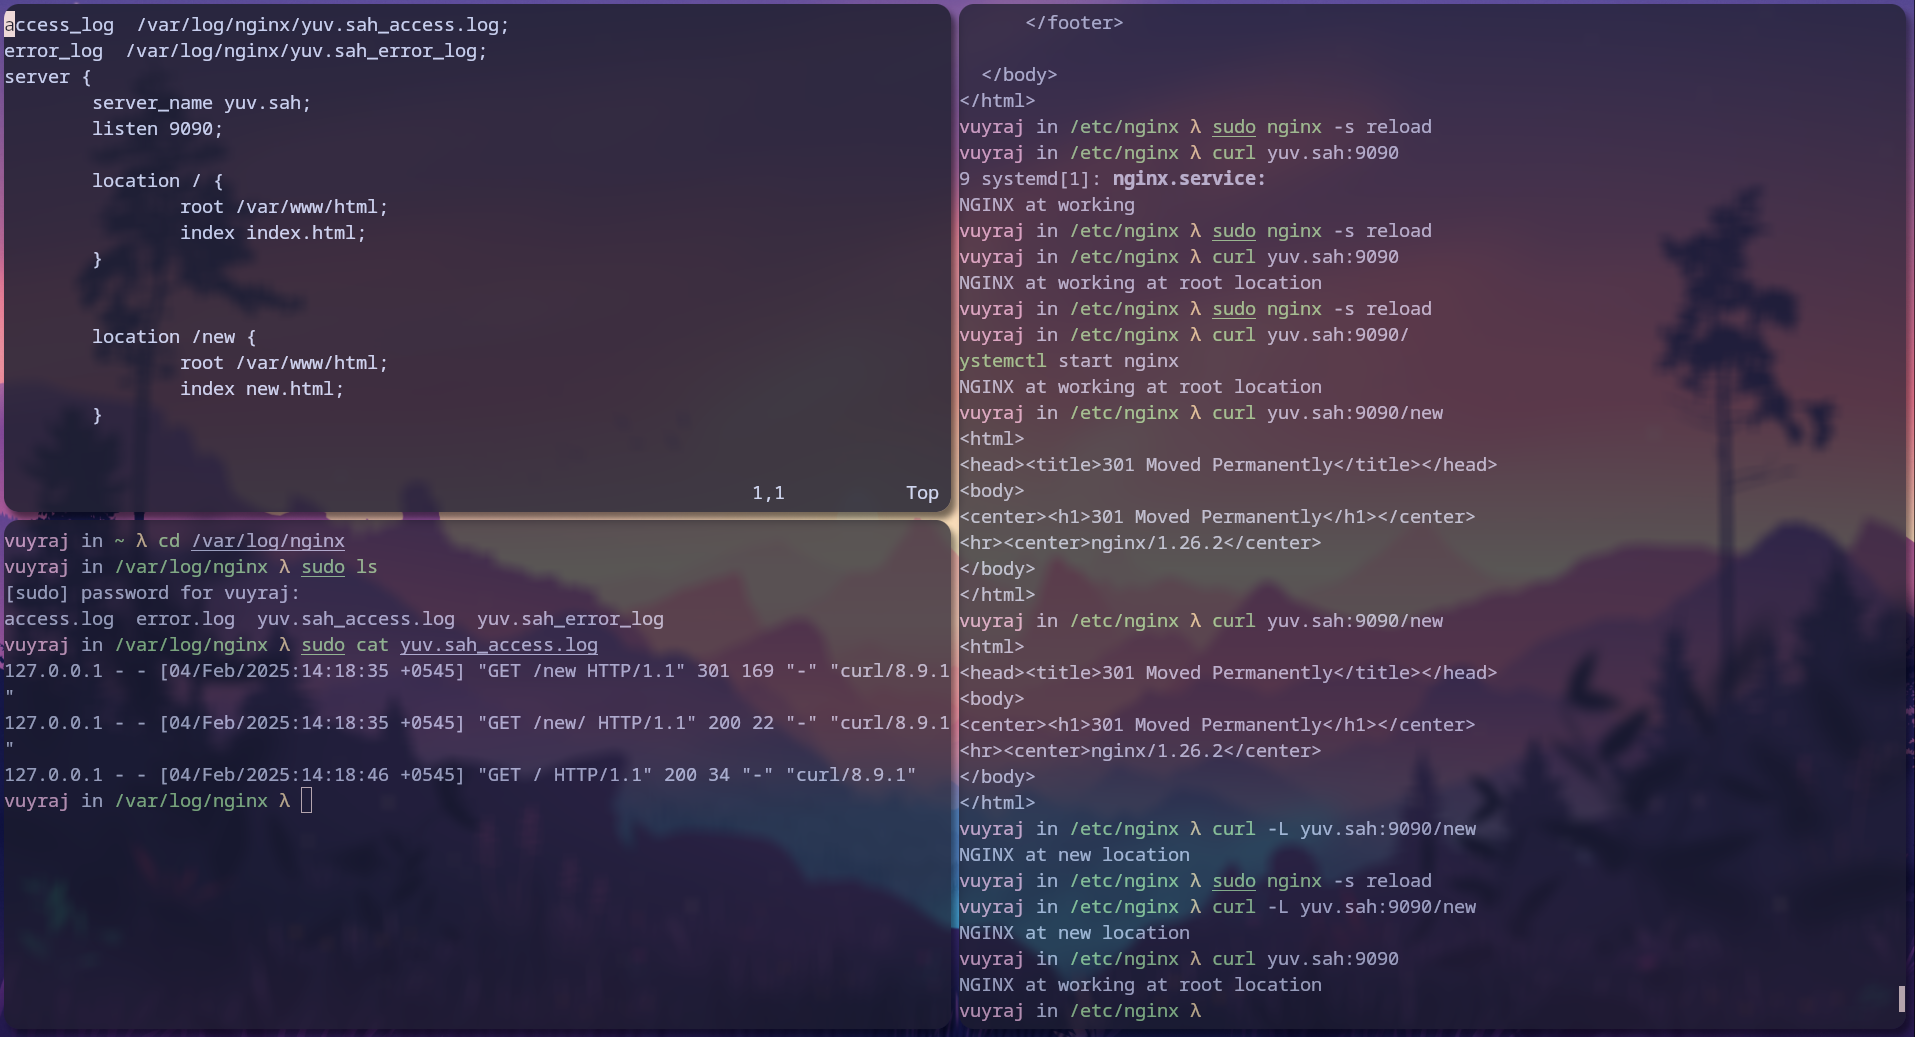 access_log  /var/log/nginx/yuv.sah_access.log;
error_log  /var/log/nginx/yuv.sah_error_log;
server {
        server_name yuv.sah;
        listen 9090;
        location / {
                root /var/www/html;
                index index.html;
        }
        location /new {
                root /var/www/html;
                index new.html;
        }
1,1           Top
vuyraj in ~ λ cd /var/log/nginx
vuyraj in /var/log/nginx λ sudo ls
[sudo] password for vuyraj:
access.log  error.log  yuv.sah_access.log  yuv.sah_error_log
vuyraj in /var/log/nginx λ sudo cat yuv.sah_access.log
127.0.0.1 - - [04/Feb/2025:14:18:35 +0545] "GET /new HTTP/1.1" 301 169 "-" "curl/8.9.1
"
127.0.0.1 - - [04/Feb/2025:14:18:35 +0545] "GET /new/ HTTP/1.1" 200 22 "-" "curl/8.9.1
"
127.0.0.1 - - [04/Feb/2025:14:18:46 +0545] "GET / HTTP/1.1" 200 34 "-" "curl/8.9.1"
vuyraj in /var/log/nginx λ
      </footer>
  </body>
</html>
vuyraj in /etc/nginx λ sudo nginx -s reload
vuyraj in /etc/nginx λ curl yuv.sah:9090
9 systemd[1]: nginx.service:
NGINX at working
vuyraj in /etc/nginx λ sudo nginx -s reload
vuyraj in /etc/nginx λ curl yuv.sah:9090
NGINX at working at root location
vuyraj in /etc/nginx λ sudo nginx -s reload
vuyraj in /etc/nginx λ curl yuv.sah:9090/
ystemctl start nginx
NGINX at working at root location
vuyraj in /etc/nginx λ curl yuv.sah:9090/new
<html>
<head><title>301 Moved Permanently</title></head>
<body>
<center><h1>301 Moved Permanently</h1></center>
<hr><center>nginx/1.26.2</center>
</body>
</html>
vuyraj in /etc/nginx λ curl yuv.sah:9090/new
<html>
<head><title>301 Moved Permanently</title></head>
<body>
<center><h1>301 Moved Permanently</h1></center>
<hr><center>nginx/1.26.2</center>
</body>
</html>
vuyraj in /etc/nginx λ curl -L yuv.sah:9090/new
NGINX at new location
vuyraj in /etc/nginx λ sudo nginx -s reload
vuyraj in /etc/nginx λ curl -L yuv.sah:9090/new
NGINX at new location
vuyraj in /etc/nginx λ curl yuv.sah:9090
NGINX at working at root location
vuyraj in /etc/nginx λ